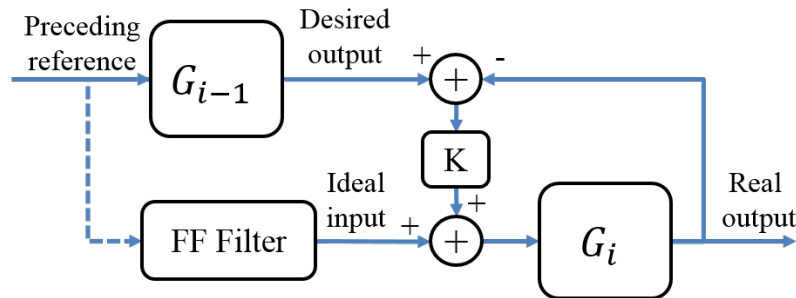 Preceding
reference
G_{i-1}
Desired
output
+
+
-
K
Ideal
input
+
+
FF Filter
+
G_i
Real
output